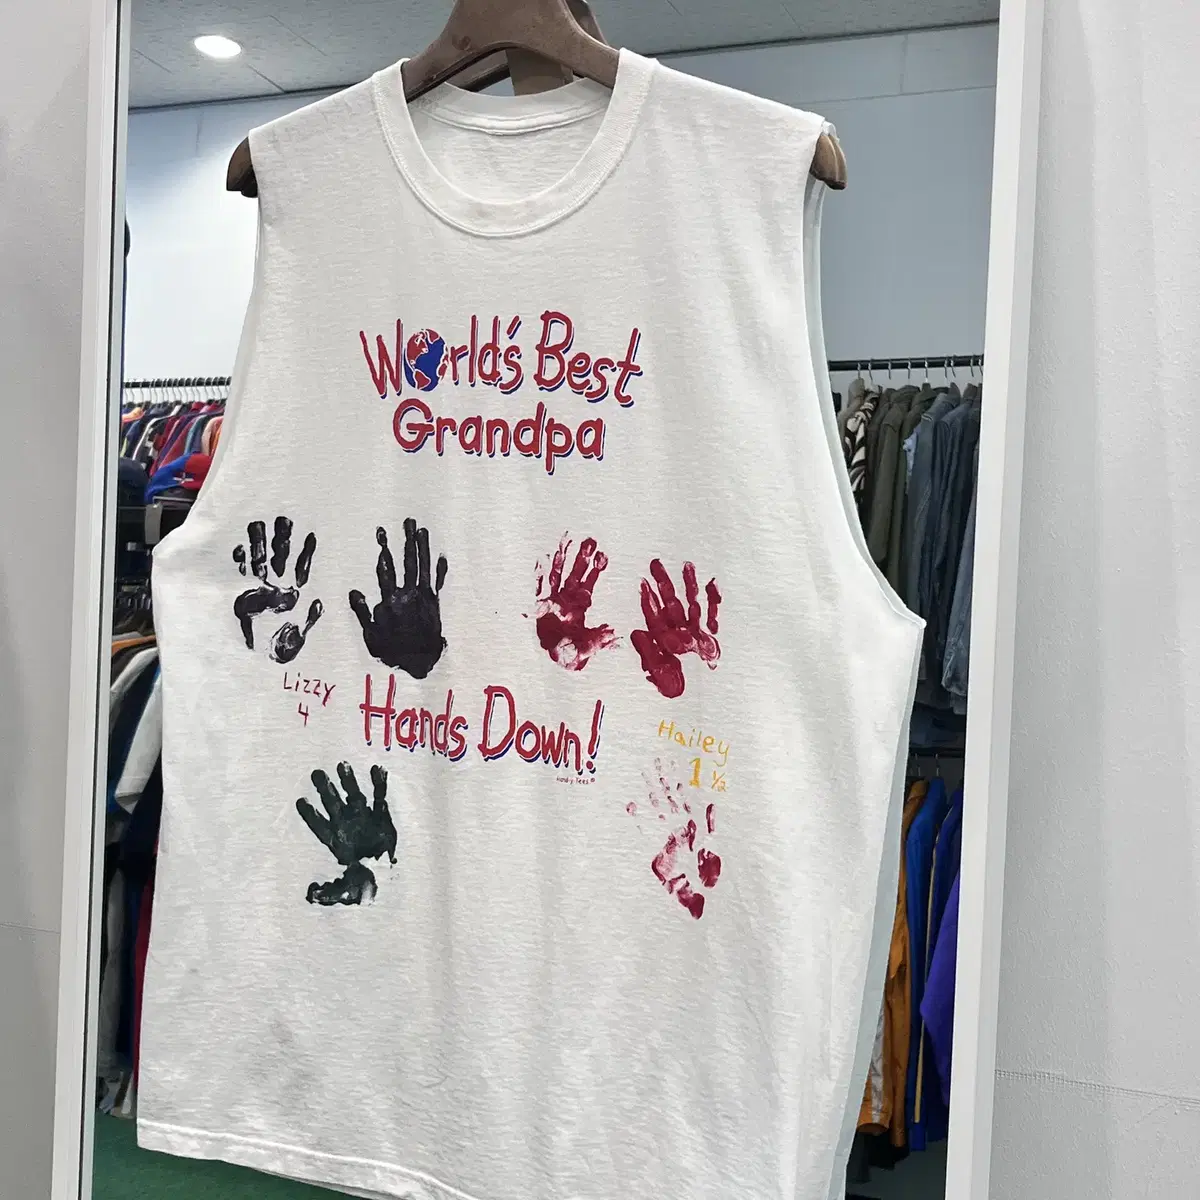 World's Best
Grandpa
Lizzy
4
Hands Down!
Hailey
1 ½